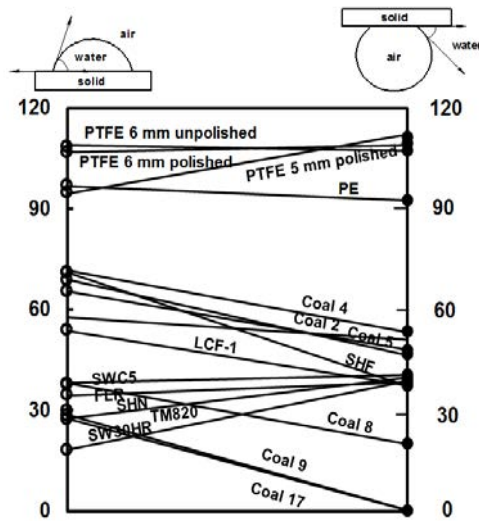 air
water
solid
solid
air
water
120
120
PTFE 6 mm unpolished
PTFE 6 mm polished
PTFE 5 mm polished
PE
90
90
60
60
Coal 4
Coal 2
Coal 5
LCF-1
SHF
SWC5
FLR
SHN
TM820
SW30HR
30
30
Coal 8
Coal 9
Coal 17
0
0